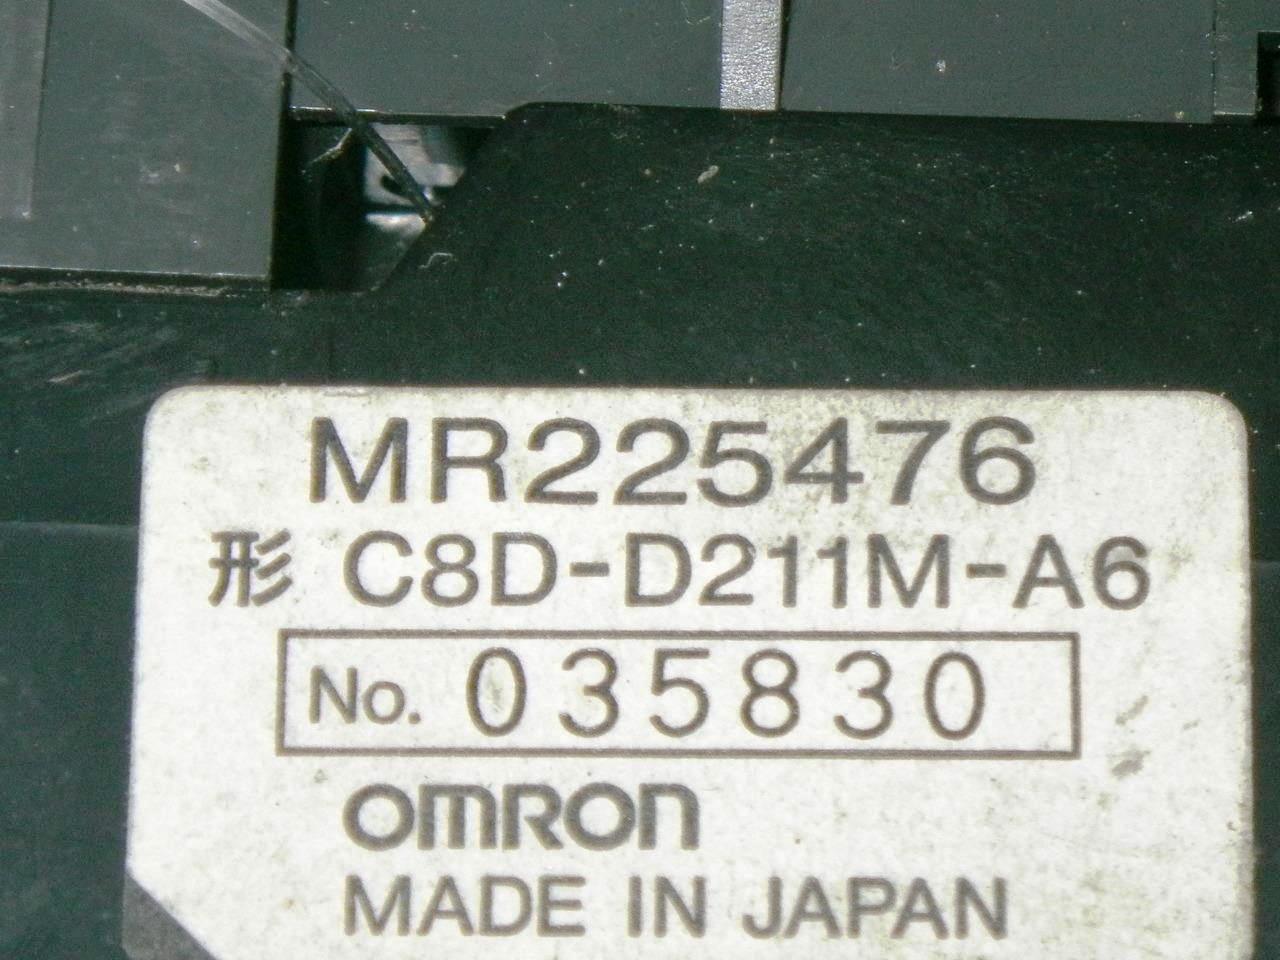 MR225476
形 C8D-D211M-A6
No. 035830
OMRON
MADE IN JAPAN